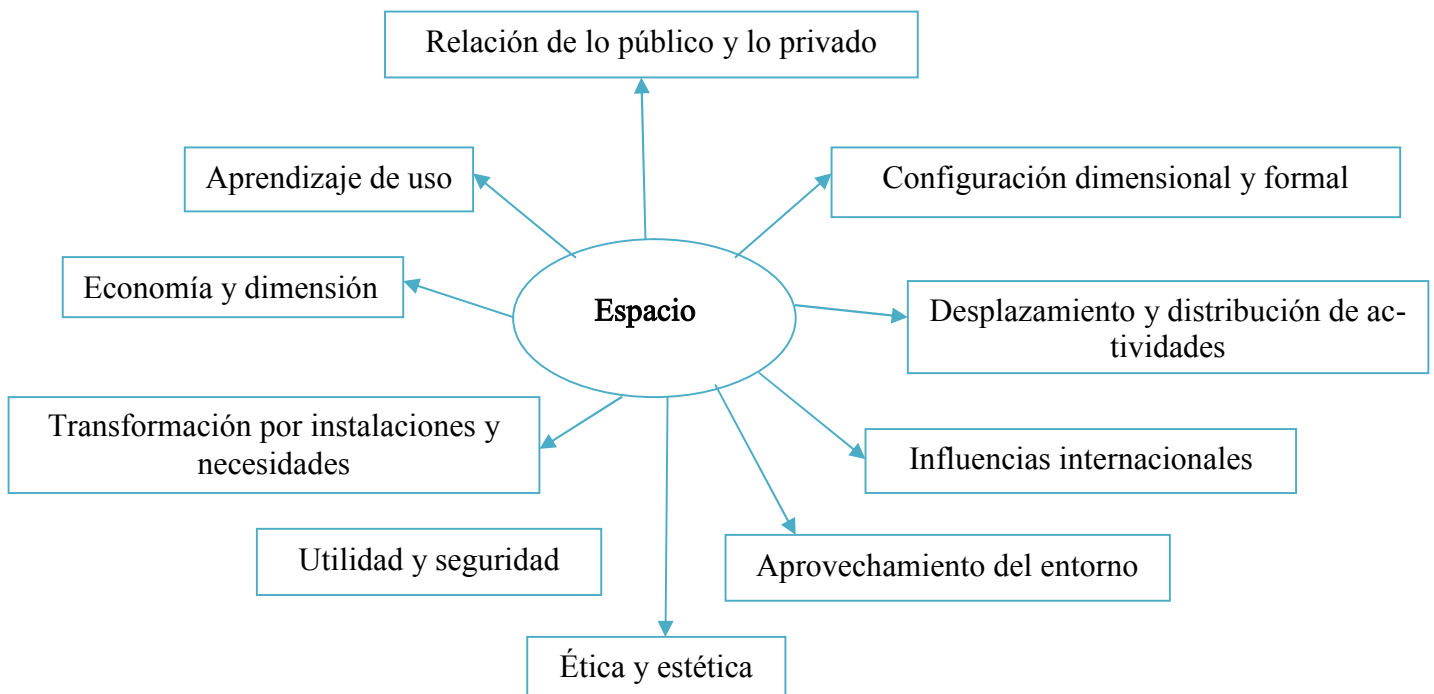 Relación de lo público y lo privado
Aprendizaje de uso
Configuración dimensional y formal
Economía y dimensión
Espacio
Desplazamiento y distribución de ac-
tividades
Transformación por instalaciones y
necesidades
Influencias internacionales
Utilidad y seguridad
Aprovechamiento del entorno
Ética y estética